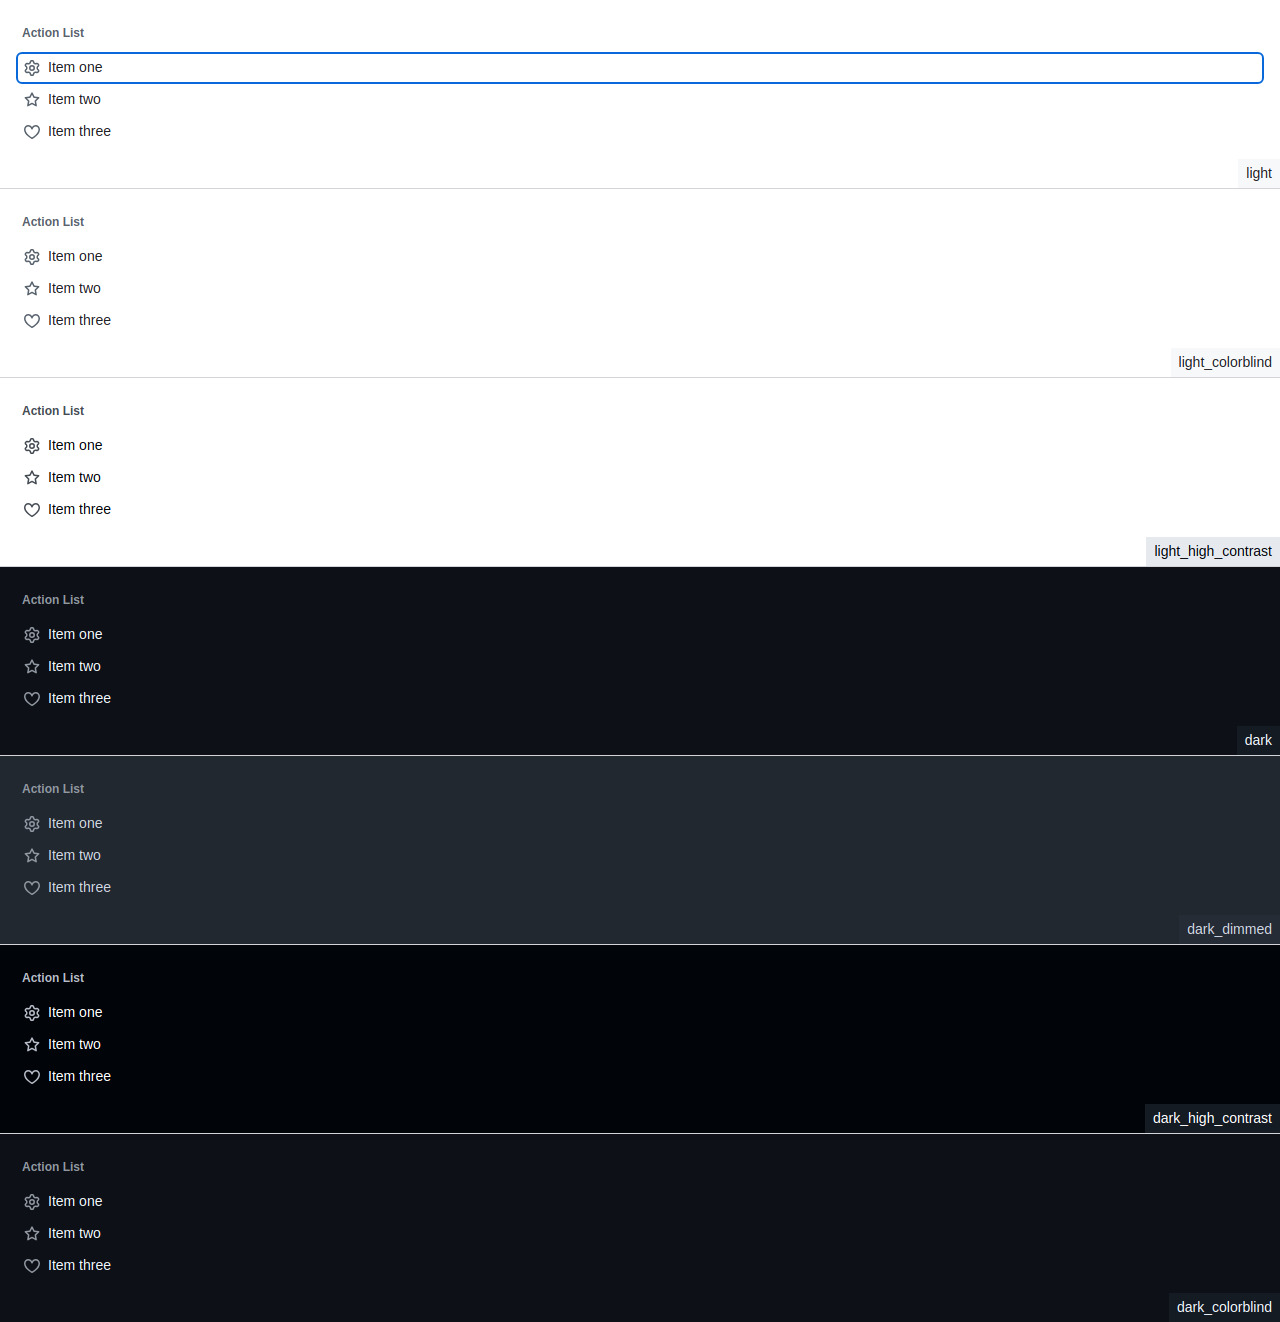 Action List
Item one
Item two
Item three
light
Action List
Item one
Item two
Item three
light_colorblind
Action List
Item one
Item two
Item three
light_high_contrast
Action List
Item one
Item two
Item three
dark
Action List
Item one
Item two
Item three
dark_dimmed
Action List
Item one
Item two
Item three
dark_high_contrast
Action List
Item one
Item two
Item three
dark_colorblind